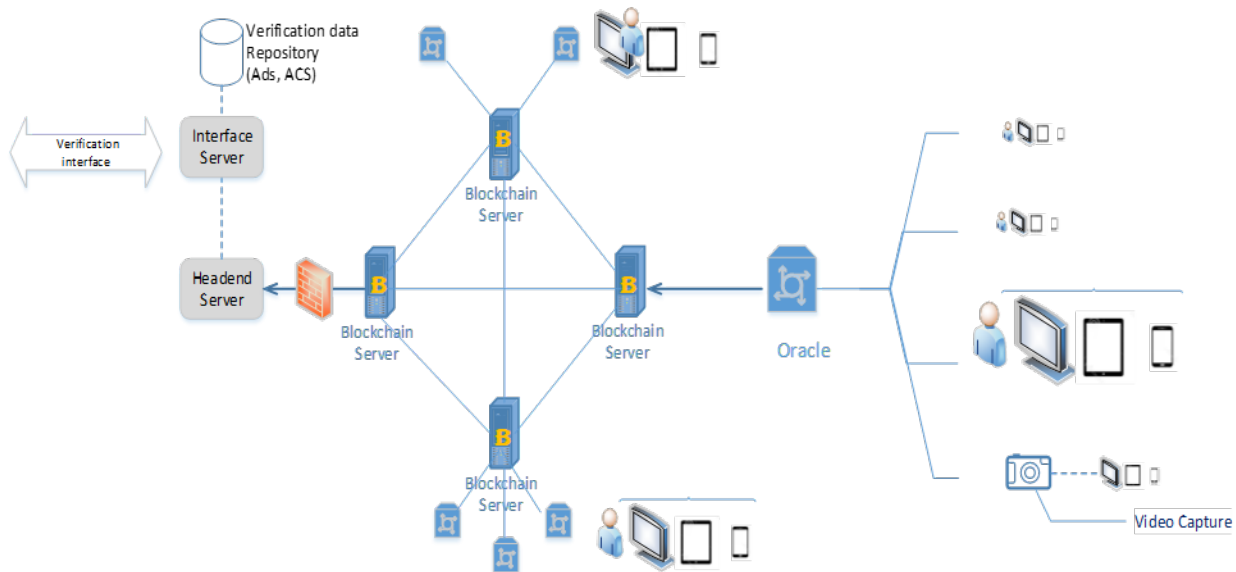 Verification data
Repository
(Ads, ACS)
Verification
interface
Interface
Server
Blockchain
Server
Headend
Server
Blockchain
Server
Blockchain
Server
Oracle
Blockchain
Server
Video Capture